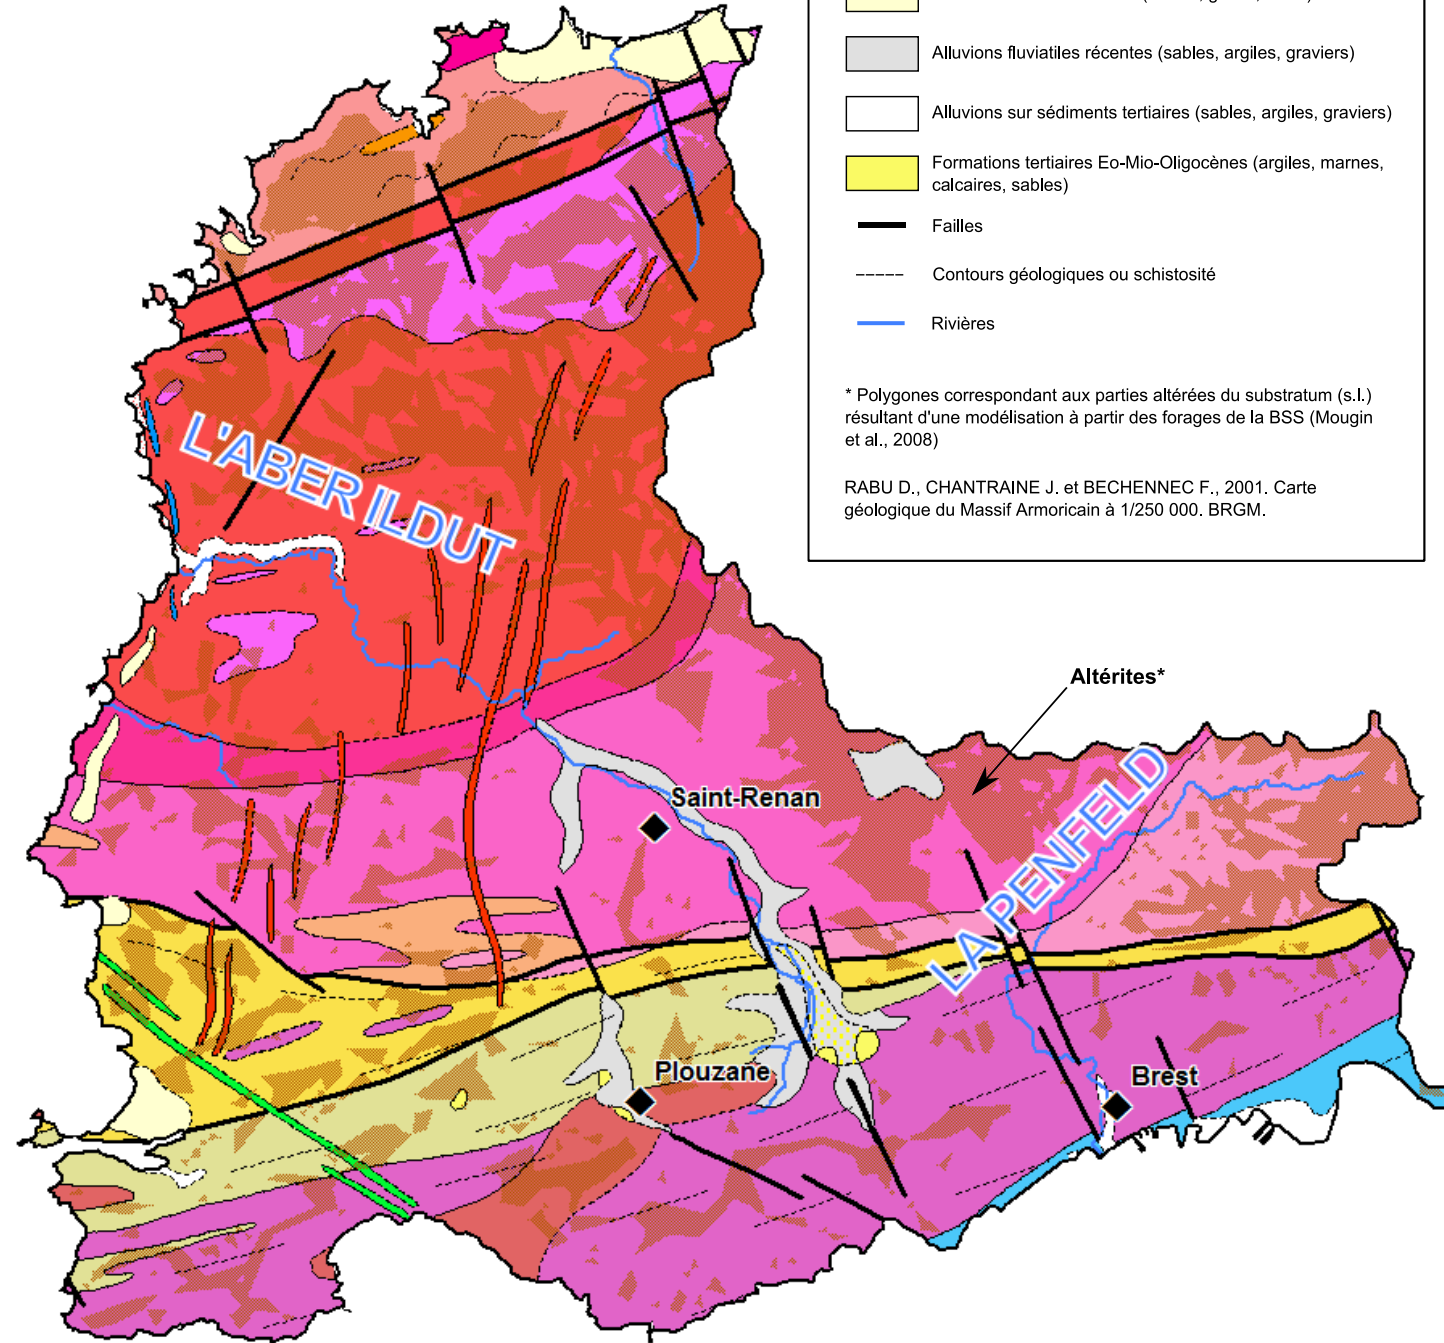 Alluvions fluviatiles récentes (sables, argiles, graviers)
Alluvions sur sédiments tertiaires (sables, argiles, graviers)
Formations tertiaires Eo-Mio-Oligocènes (argiles, marnes,
calcaires, sables)
Failles
Contours géologiques ou schistosité
Rivières
* Polygones correspondant aux parties altérées du substratum (s.l.)
résultant d'une modélisation à partir des forages de la BSS (Mougin
et al., 2008)
RABU D., CHANTRAINE J. et BECHENNEC F., 2001. Carte
géologique du Massif Armoricain à 1/250 000. BRGM.
L'ABER ILDUT
Altérites*
LA PENFELD
Saint-Renan
Plouzane
Brest